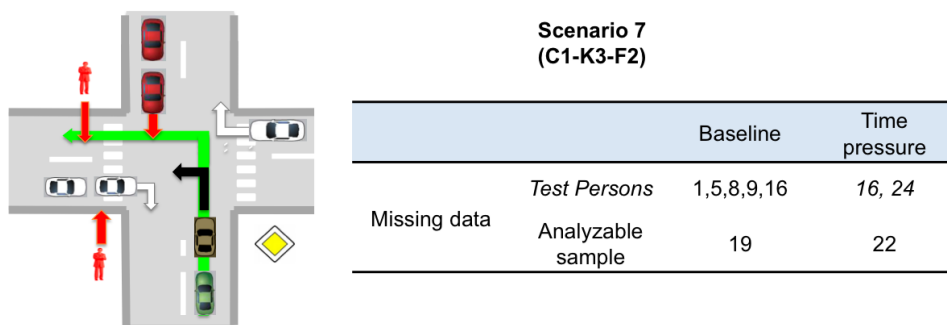 Scenario 7
(C1-K3-F2)
Baseline
Time
pressure
Missing data
Test Persons
1,5,8,9,16
16, 24
Analyzable
sample
19
22